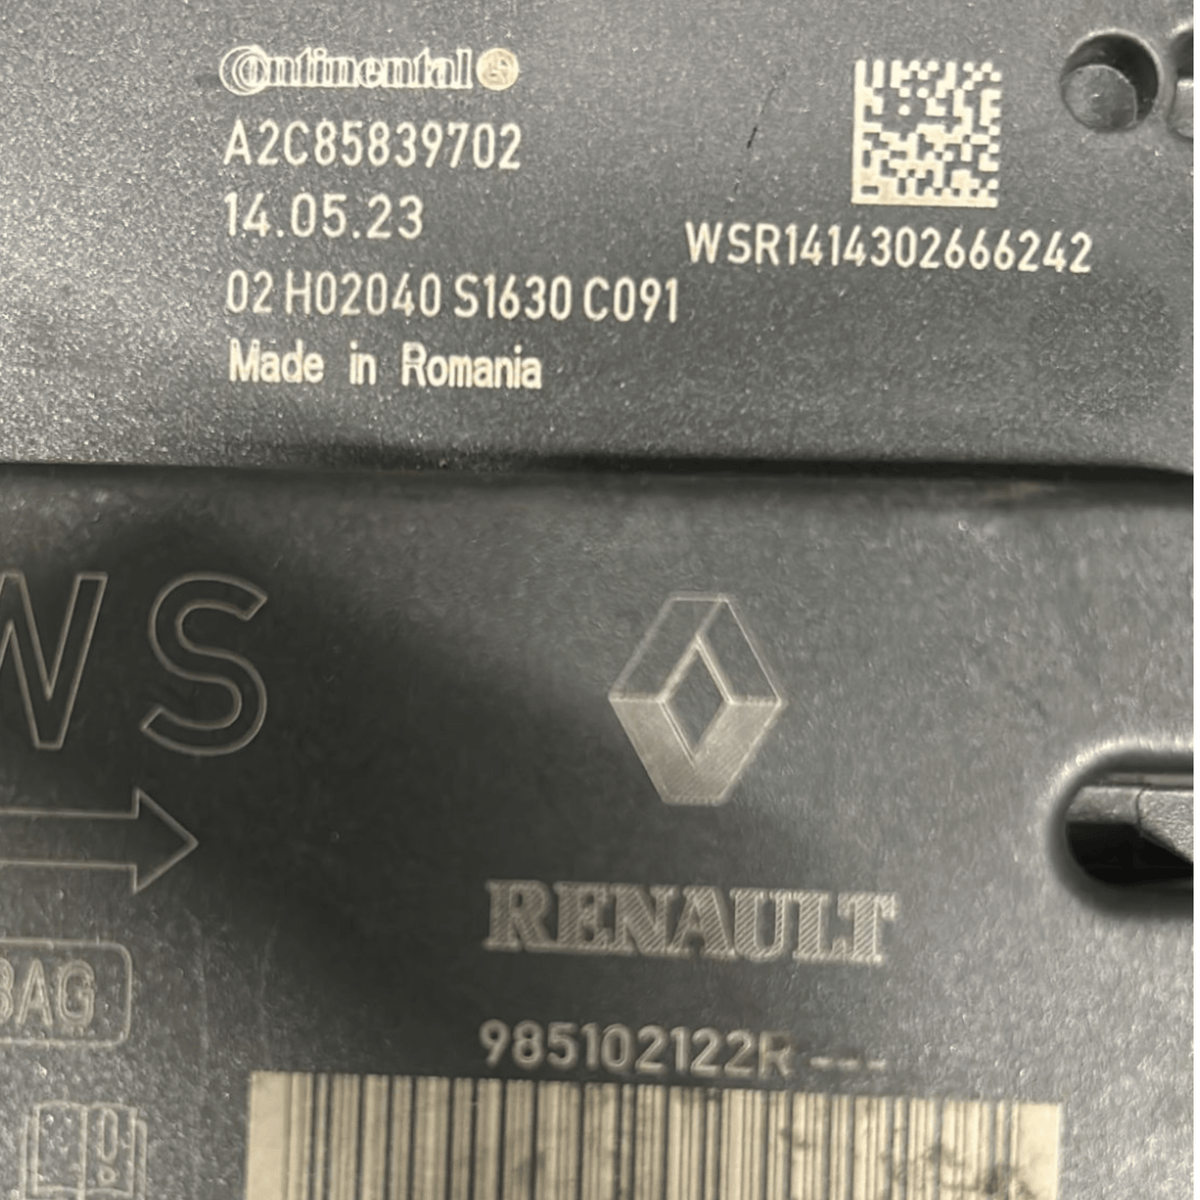 Continental
A2C85839702
14.05.23
WSR1414302666242
02 H02040 S1630 C091
Made in Romania
WS
RENAULT
BAG
985102122R ---